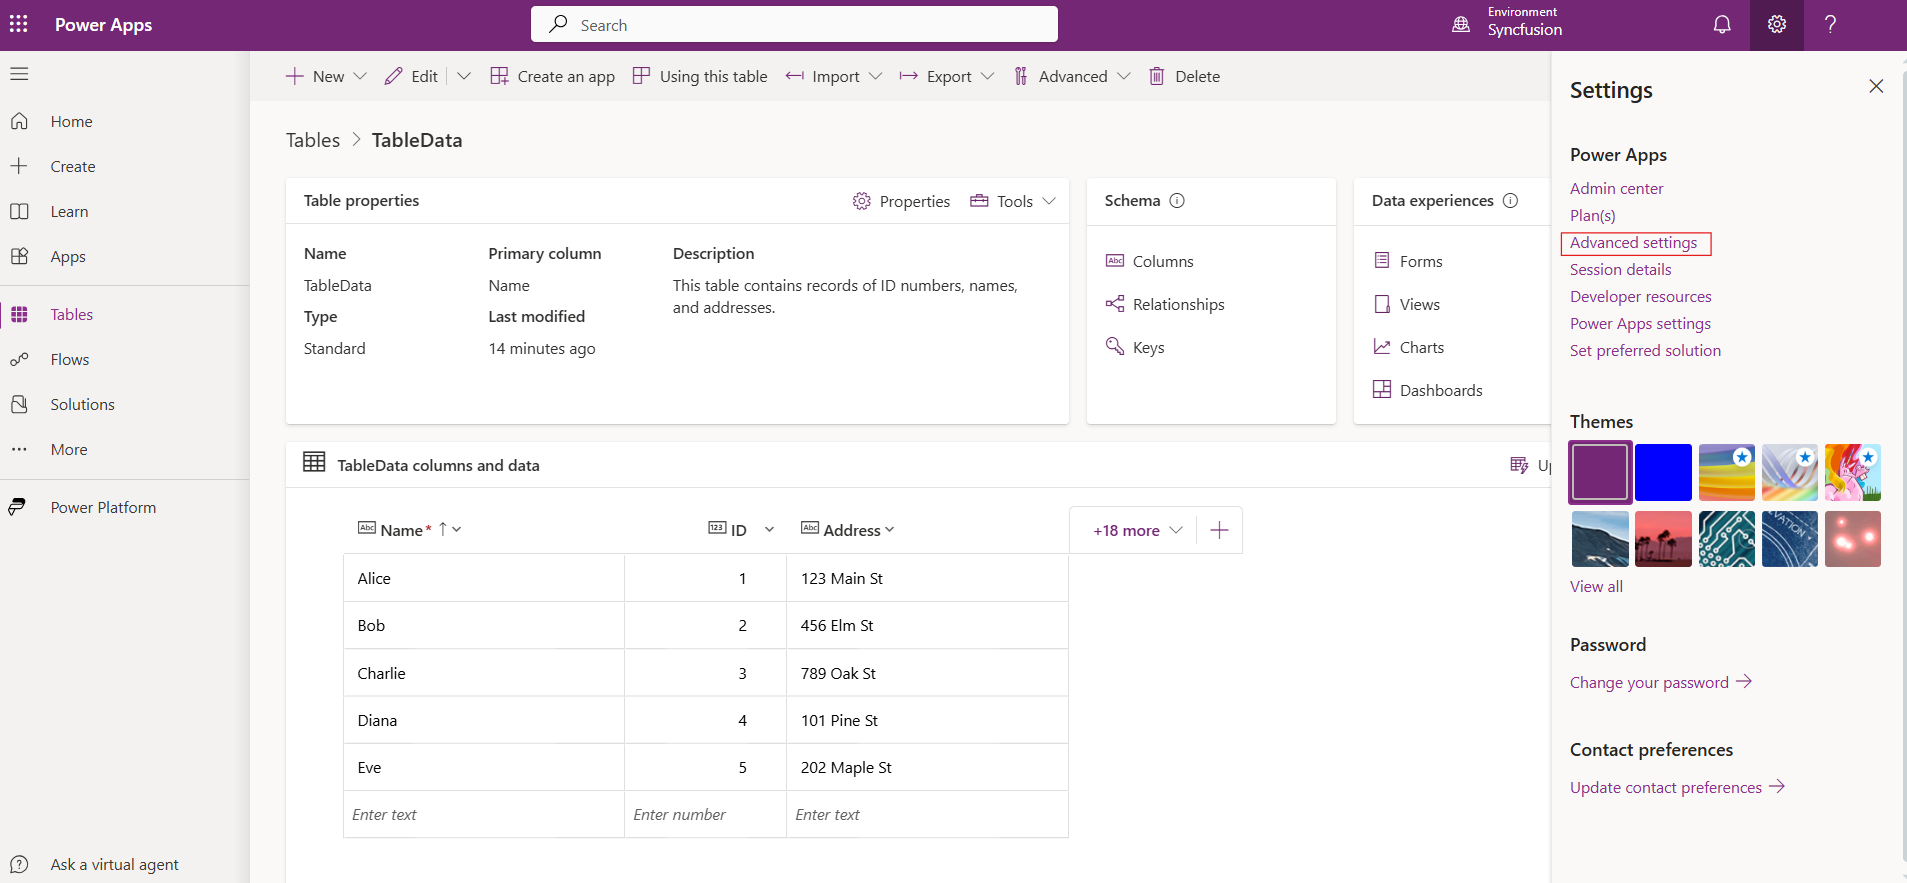 Power Apps
Search
Environment
Syncfusion
?
New
Edit
Create an app
Using this table
Import
Export
Advanced
Delete
Home
Create
Learn
Apps
Tables
Flows
Solutions
More
Power Platform
Ask a virtual agent
Tables > TableData
Table properties
Properties
Tools
Name
Primary column
Description
TableData
Name
This table contains records of ID numbers, names,
and addresses.
Type
Last modified
Standard
14 minutes ago
Schema
Columns
Relationships
Keys
Data experiences
Forms
Views
Charts
Dashboards
TableData columns and data
Up
Abc Name* ↑
123 ID
Abc Address
+18 more
Alice 1 123 Main St
Bob 2 456 Elm St
Charlie 3 789 Oak St
Diana 4 101 Pine St
Eve 5 202 Maple St
Enter text Enter number Enter text
Settings
Power Apps
Admin center
Plan(s)
Advanced settings
Session details
Developer resources
Power Apps settings
Set preferred solution
Themes
View all
Password
Change your password →
Contact preferences
Update contact preferences →